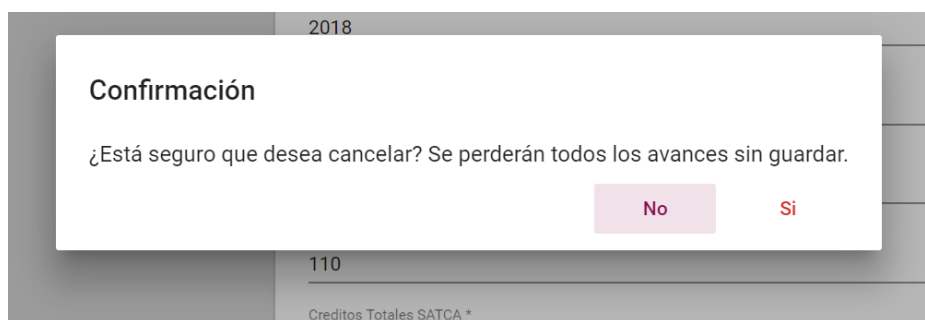 2018
Confirmación
¿Está seguro que desea cancelar? Se perderán todos los avances sin guardar.
No Si
110
Creditos Totales SATCA *